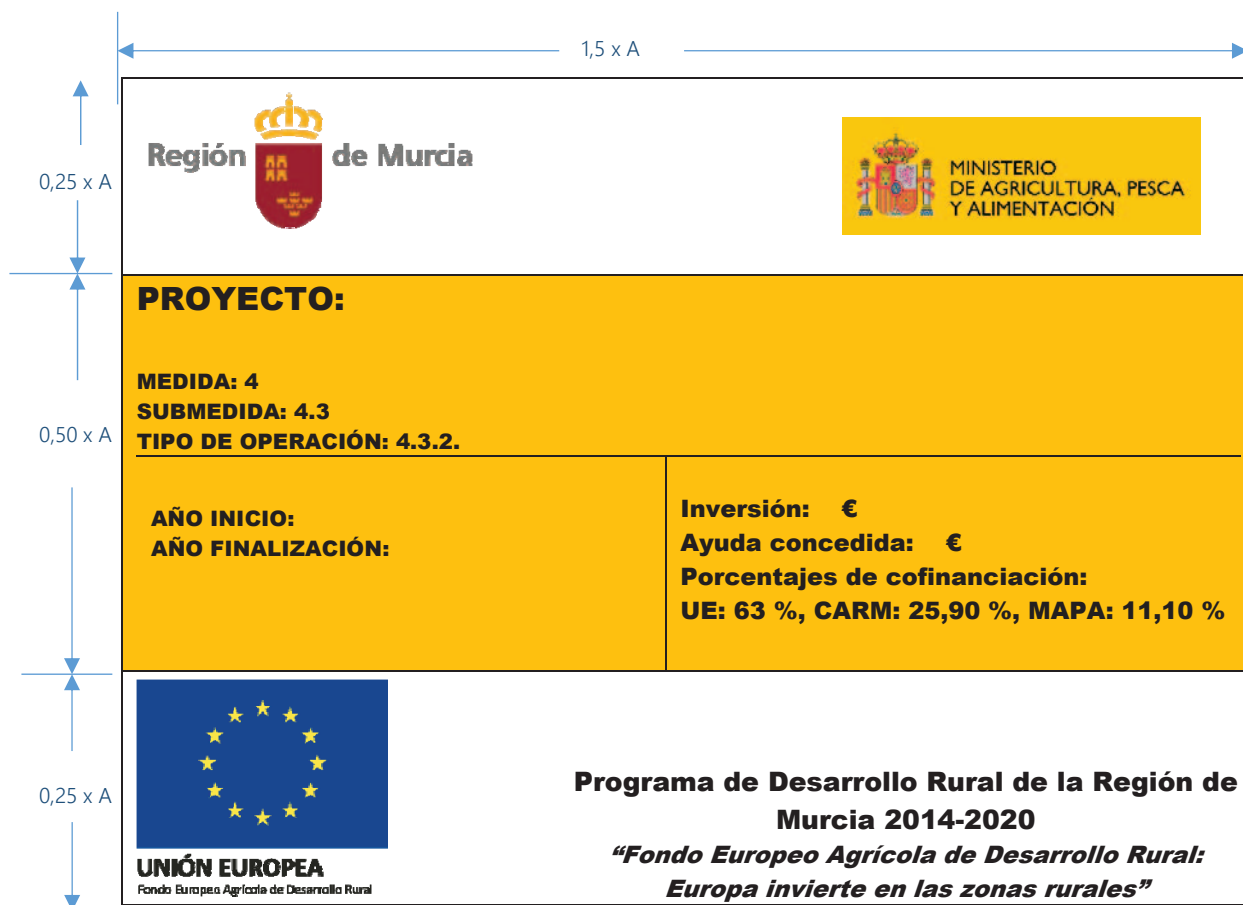 1,5 x A
0,25 x A
Región de Murcia
MINISTERIO
DE AGRICULTURA, PESCA
Y ALIMENTACIÓN
PROYECTO:
MEDIDA: 4
SUBMEDIDA: 4.3
TIPO DE OPERACIÓN: 4.3.2.
0,50 x A
AÑO INICIO:
AÑO FINALIZACIÓN:
Inversión: €
Ayuda concedida: €
Porcentajes de cofinanciación:
UE: 63 %, CARM: 25,90 %, MAPA: 11,10 %
0,25 x A
UNIÓN EUROPEA
Fondo Europeo Agrícola de Desarrollo Rural
Programa de Desarrollo Rural de la Región de
Murcia 2014-2020
“Fondo Europeo Agrícola de Desarrollo Rural:
Europa invierte en las zonas rurales”